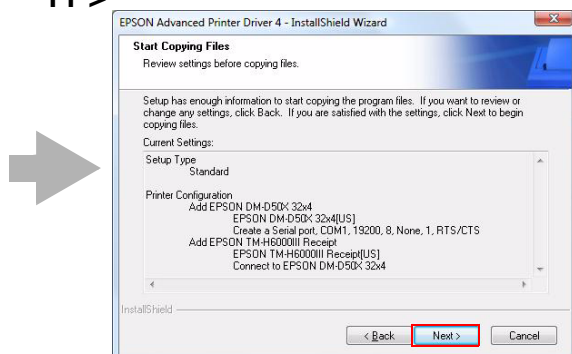 EPSON Advanced Printer Driver 4 - InstallShield Wizard
Start Copying Files
Review settings before copying files.
Setup has enough information to start copying the program files. If you want to review or
change any settings, click Back. If you are satisfied with the settings, click Next to begin
copying files.
Current Settings:
Setup Type
Standard
Printer Configuration
Add EPSON DM-D50X 32x4
EPSON DM-D50X 32x4[US]
Create a Serial port, COM1, 19200, 8, None, 1, RTS/CTS
Add EPSON TM-H6000III Receipt
EPSON TM-H6000III Receipt[US]
Connect to EPSON DM-D50X 32x4
InstallShield
< Back
Next >
Cancel